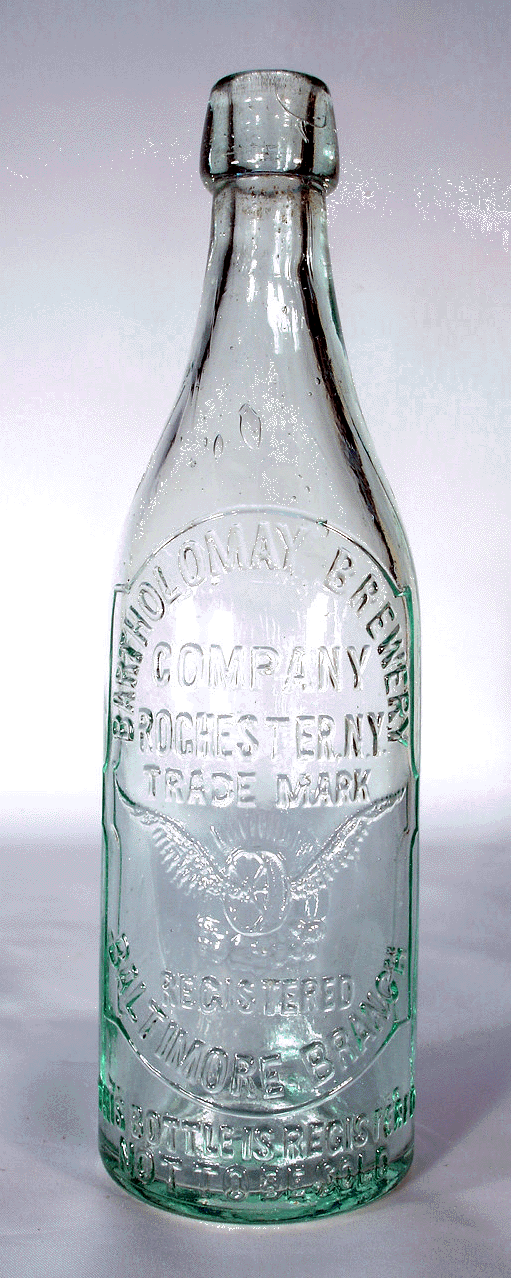 BARTHOLOMAY BREWERY
COMPANY
ROCHESTER.N.Y.
TRADE MARK
REGISTERED
BALTIMORE BRANCH
THIS BOTTLE IS REGISTERED
NOT TO BE SOLD